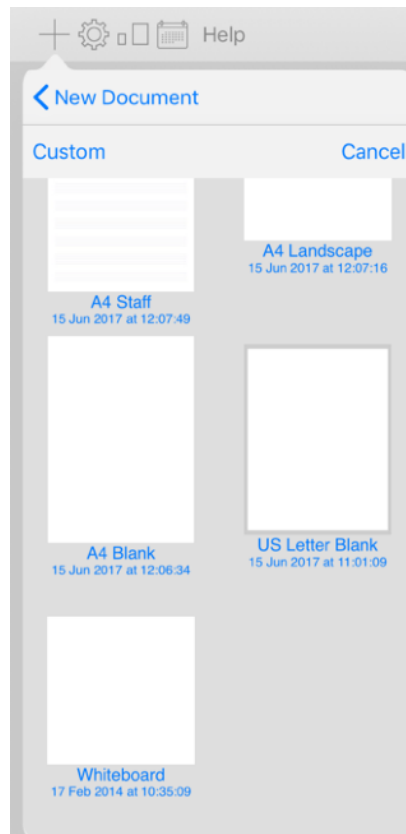 Help
New Document
Custom
Cancel
A4 Landscape
15 Jun 2017 at 12:07:16
A4 Staff
15 Jun 2017 at 12:07:49
A4 Blank
15 Jun 2017 at 12:06:34
US Letter Blank
15 Jun 2017 at 11:01:09
Whiteboard
17 Feb 2014 at 10:35:09